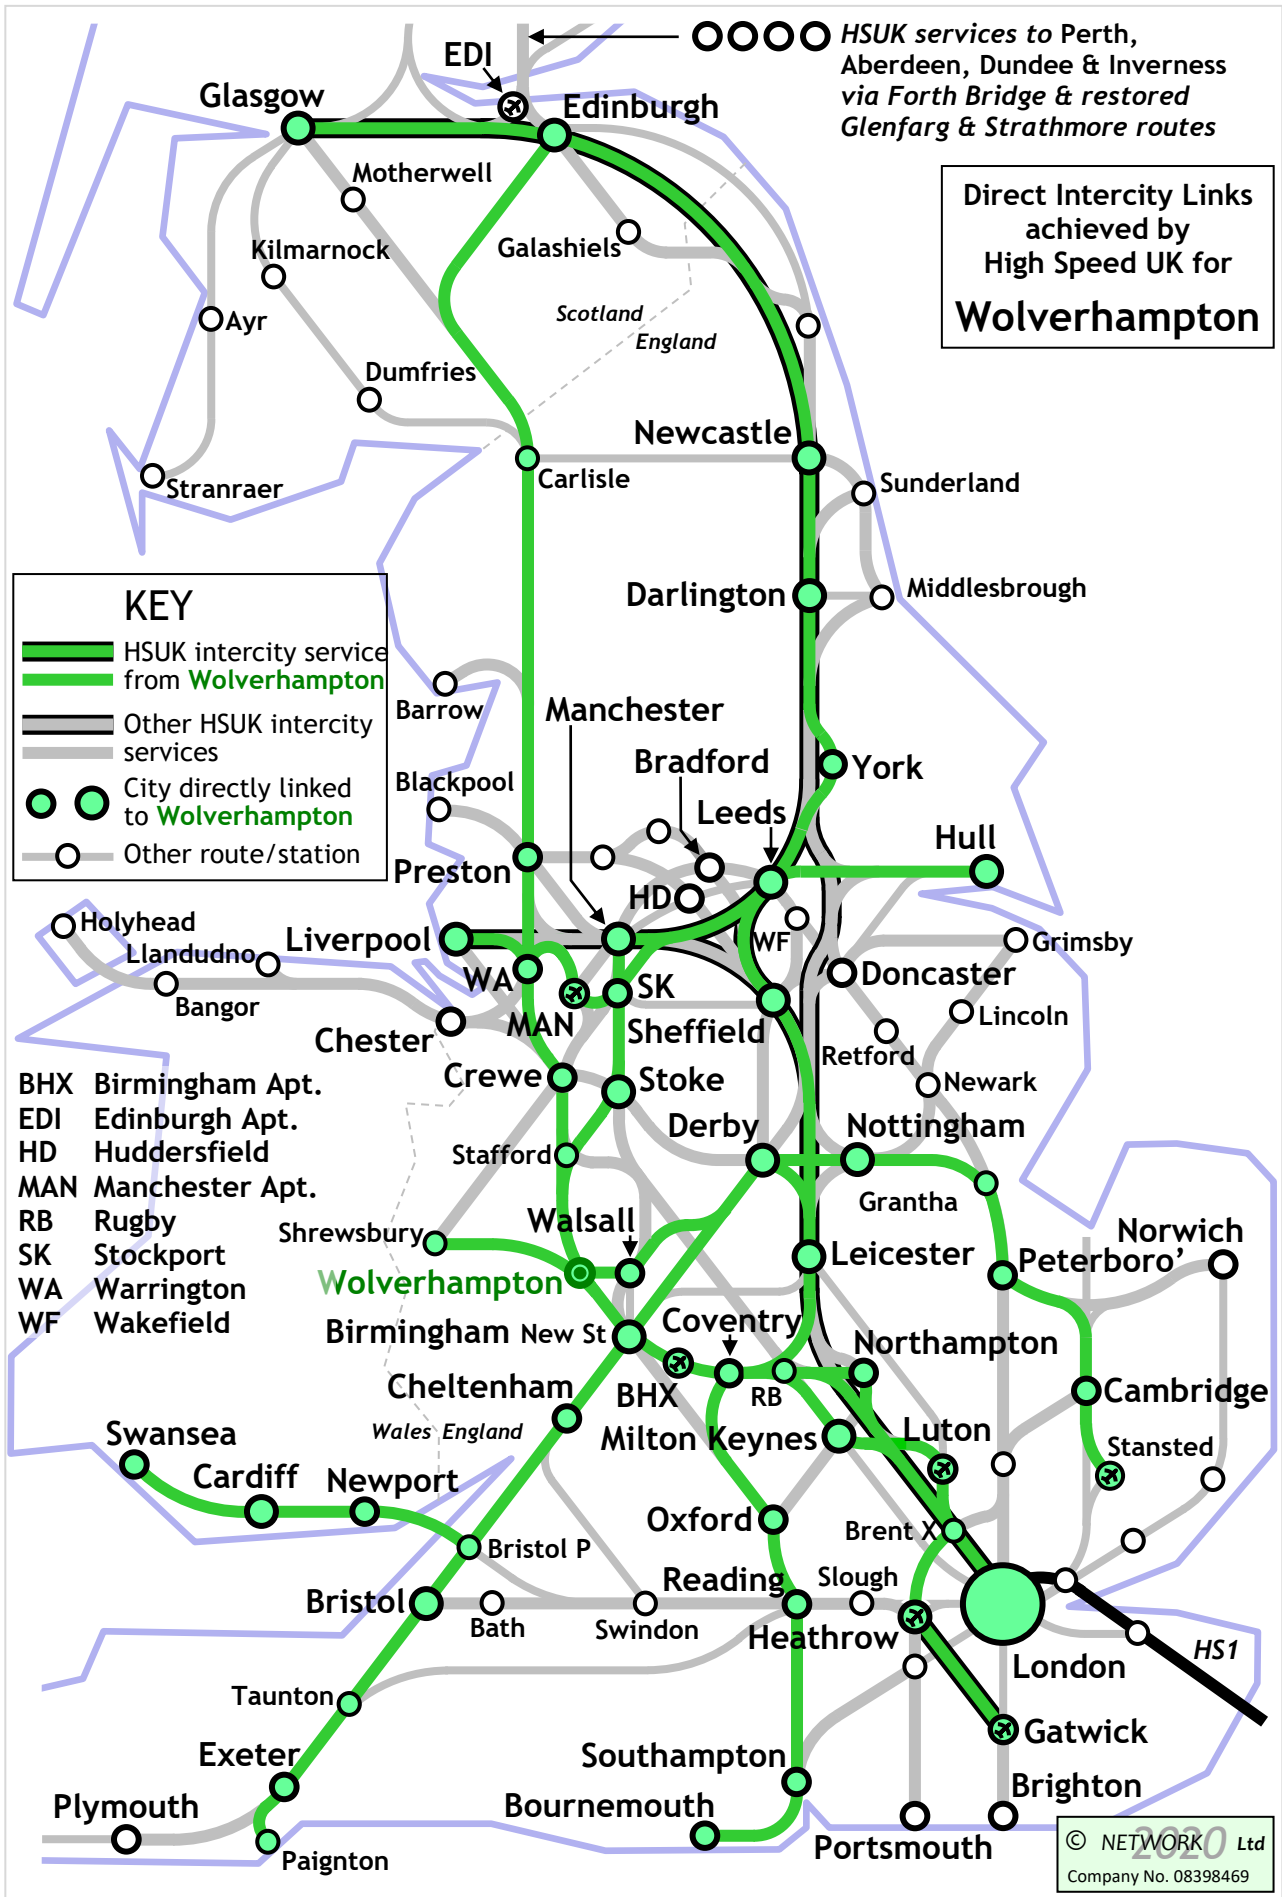 HSUK services to Perth,
Aberdeen, Dundee & Inverness
via Forth Bridge & restored
Glenfarg & Strathmore routes
EDI
Glasgow
Edinburgh
Direct Intercity Links
achieved by
High Speed UK for
Wolverhampton
Motherwell
Kilmarnock
Galashiels
Ayr
Scotland
England
Dumfries
Newcastle
Carlisle
Stranraer
Sunderland
Darlington
Middlesbrough
KEY
HSUK intercity service
from Wolverhampton
Other HSUK intercity
services
City directly linked
to Wolverhampton
Other route/station
Barrow
Manchester
Bradford
York
Blackpool
Leeds
Hull
Preston
HD
Holyhead
Llandudno
Liverpool
WF
Grimsby
Bangor
WA
MAN
SK
Doncaster
Chester
Sheffield
Lincoln
Retford
Crewe
Stoke
Newark
BHX Birmingham Apt.
EDI Edinburgh Apt.
HD Huddersfield
MAN Manchester Apt.
RB Rugby
SK Stockport
WA Warrington
WF Wakefield
Derby
Nottingham
Stafford
Grantha
Shrewsbury
Walsall
Leicester
Norwich
Peterboro’
Wolverhampton
Birmingham New St
Coventry
Northampton
BHX
RB
Cheltenham
Cambridge
Wales England
Milton Keynes
Luton
Stansted
Swansea
Cardiff
Newport
Oxford
Brent X
Bristol P
Reading
Slough
Bristol
Bath
Swindon
Heathrow
London
HS1
Taunton
Gatwick
Exeter
Southampton
Brighton
Plymouth
Bournemouth
Portsmouth
Paignton
© NETWORK 2020 Ltd
Company No. 08398469